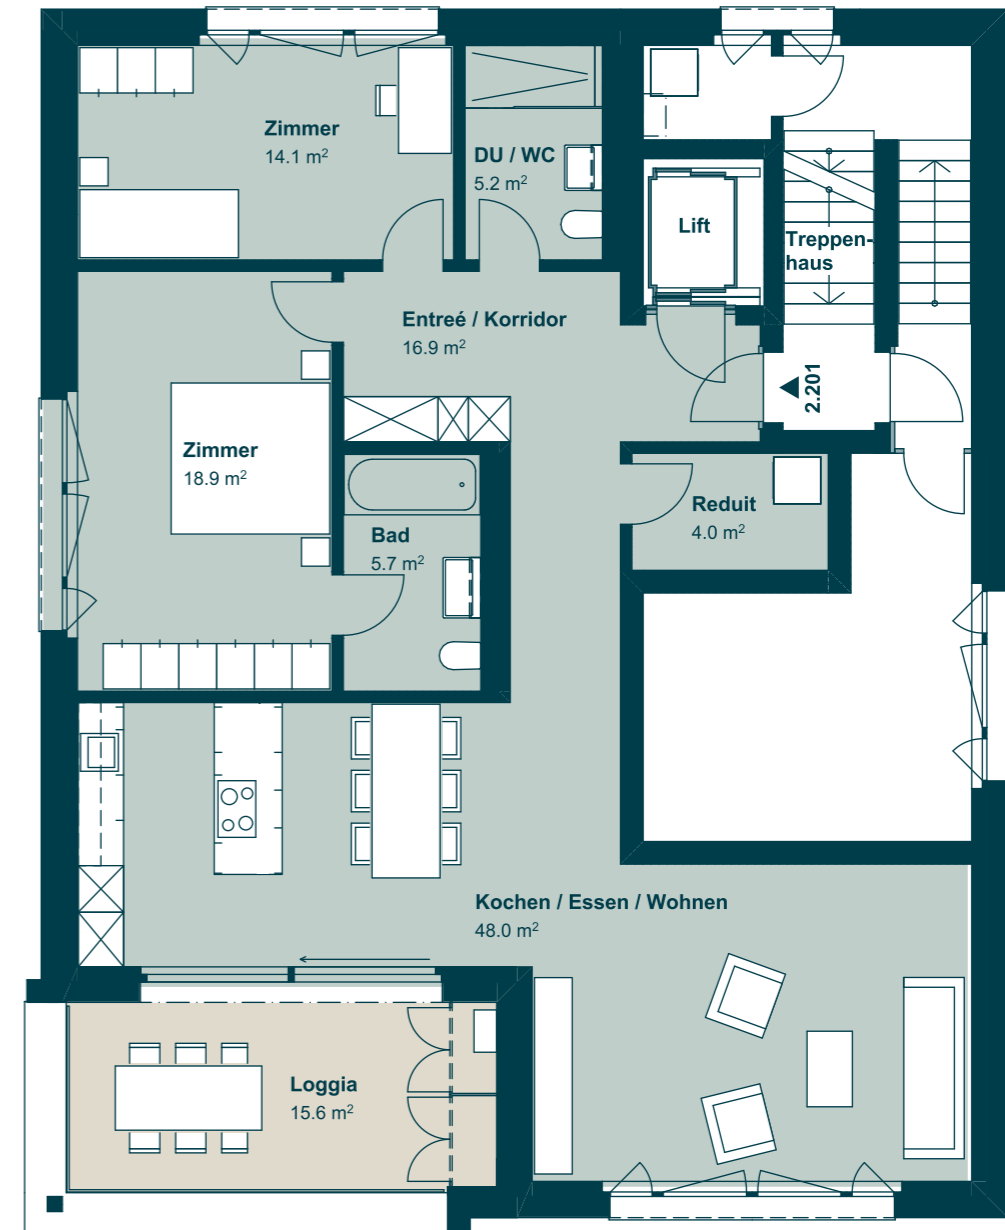 Zimmer
14.1 m²
DU / WC
5.2 m²
Lift
Treppen-
haus
Entreé / Korridor
16.9 m²
2.201
Zimmer
18.9 m²
Bad
5.7 m²
Reduit
4.0 m²
Kochen / Essen / Wohnen
48.0 m²
Loggia
15.6 m²